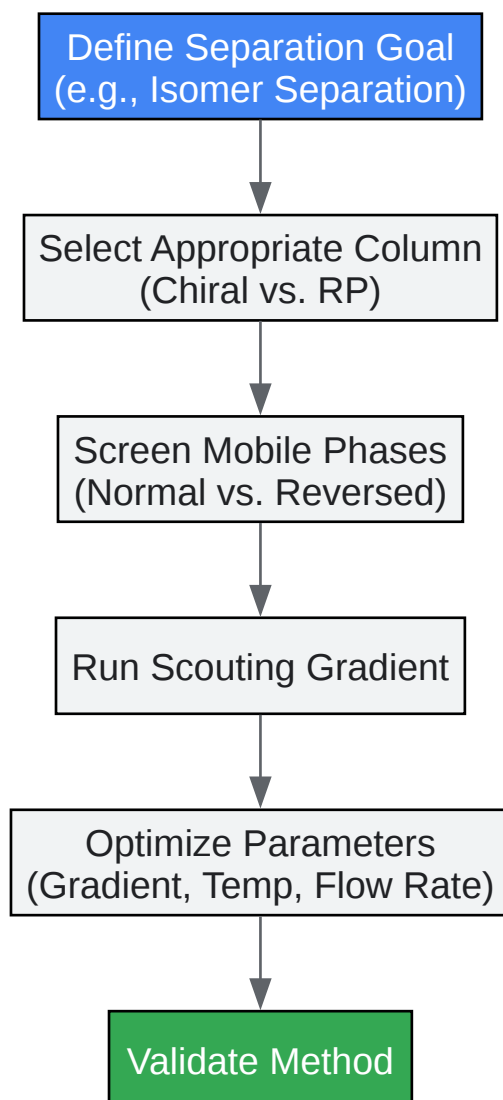 Define Separation Goal
(e.g., Isomer Separation)
Select Appropriate Column
(Chiral vs. RP)
Screen Mobile Phases
(Normal vs. Reversed)
Run Scouting Gradient
Optimize Parameters
(Gradient, Temp, Flow Rate)
Validate Method